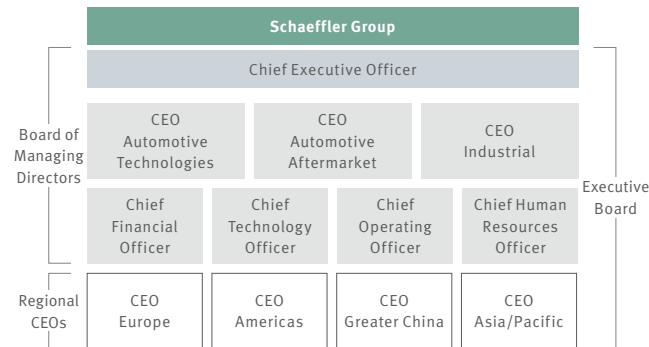 Schaeffler Group
Chief Executive Officer
Board of
Managing
Directors
CEO
Automotive
Technologies
CEO
Automotive
Aftermarket
CEO
Industrial
Chief
Financial
Officer
Chief
Technology
Officer
Chief
Operating
Officer
Chief Human
Resources
Officer
Executive
Board
Regional
CEOs
CEO
Europe
CEO
Americas
CEO
Greater China
CEO
Asia/Pacific